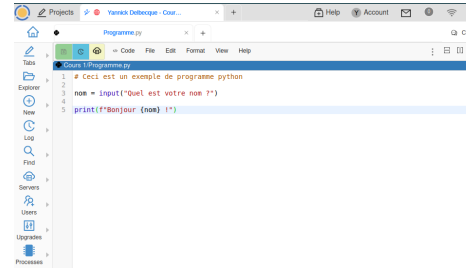 Projects Yannick Delbecque - Cour... × + Help Y Account
Programme.py × +
Code File Edit Format View Help
Tabs
Cours 1/Programme.py
1 # Ceci est un exemple de programme python
2
3 nom = input("Quel est votre nom ?")
4
5 print(f"Bonjour {nom} !")
Explorer
New
Log
Find
Servers
Users
Upgrades
Processes